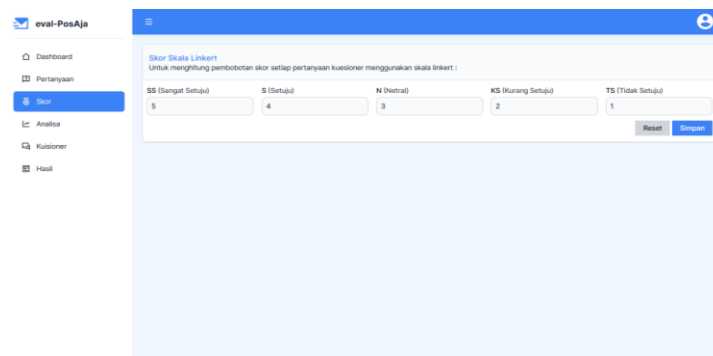 eval-PosAja
Dashboard
Pertanyaan
Skor
Analisa
Kuisioner
Hasil
Skor Skala Linkert
Untuk menghitung pembobotan skor setiap pertanyaan kuesioner menggunakan skala linkert :
SS (Sangat Setuju) S (Setuju) N (Netral) KS (Kurang Setuju) TS (Tidak Setuju)
5 4 3 2 1
Reset Simpan